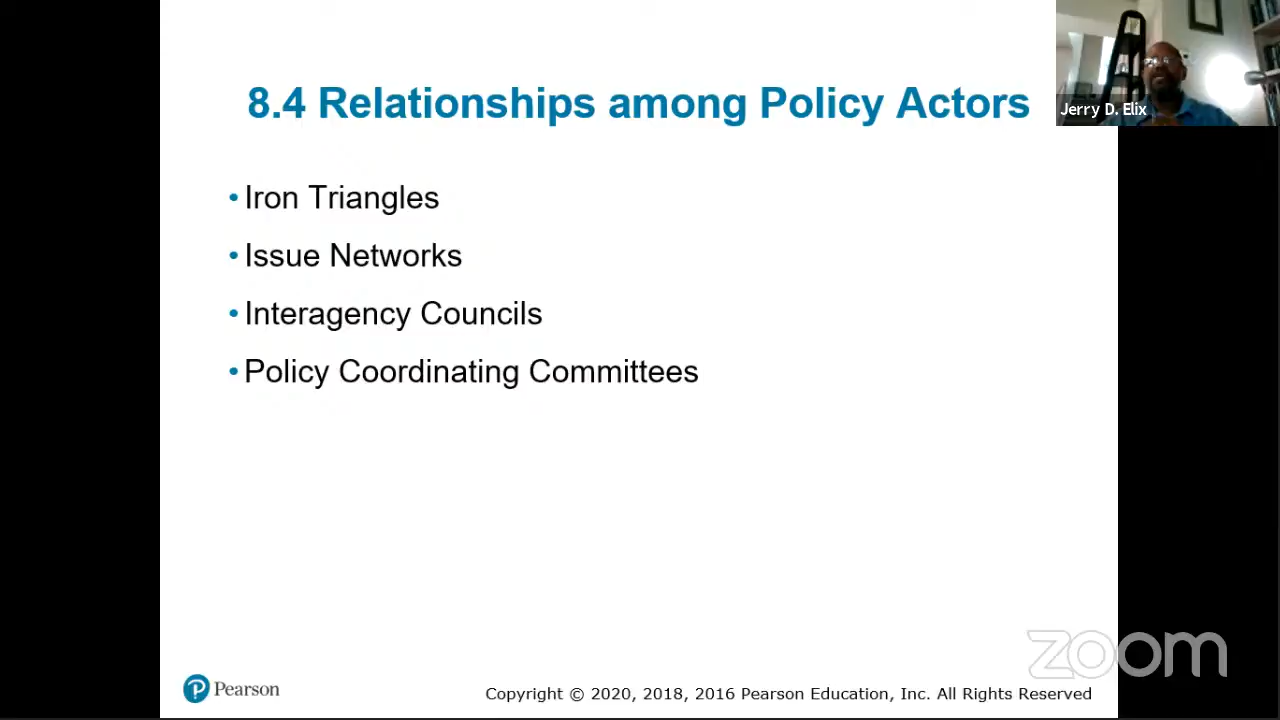 8.4 Relationships among Policy Actors
Jerry D. Elix
• Iron Triangles
• Issue Networks
• Interagency Councils
• Policy Coordinating Committees
zoom
P Pearson
Copyright © 2020, 2018, 2016 Pearson Education, Inc. All Rights Reserved